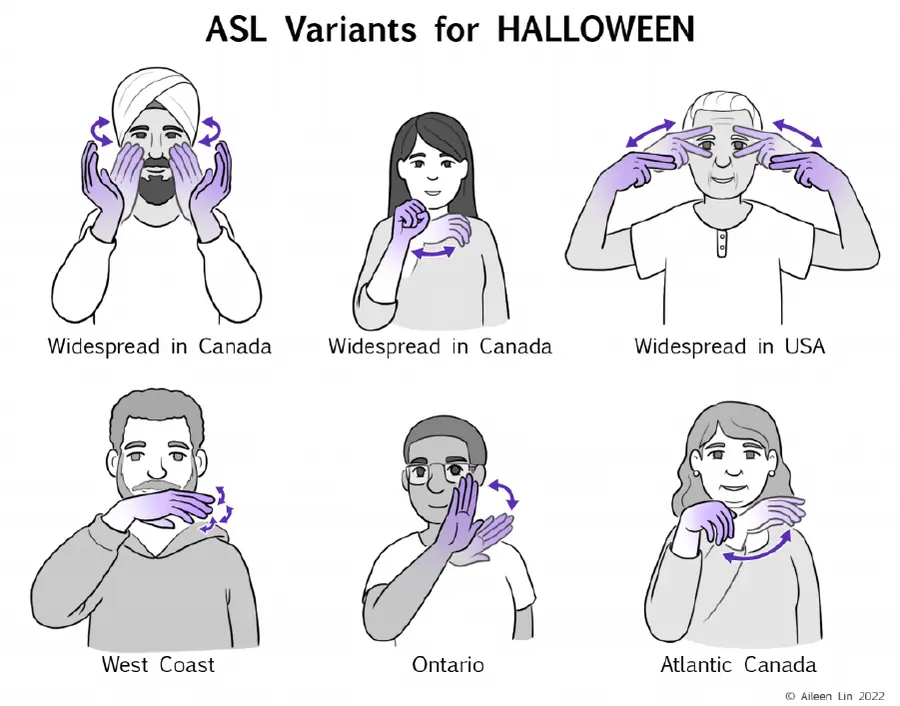 ASL Variants for HALLOWEEN
Widespread in Canada
Widespread in Canada
Widespread in USA
West Coast
Ontario
Atlantic Canada
© Aileen Lin 2022